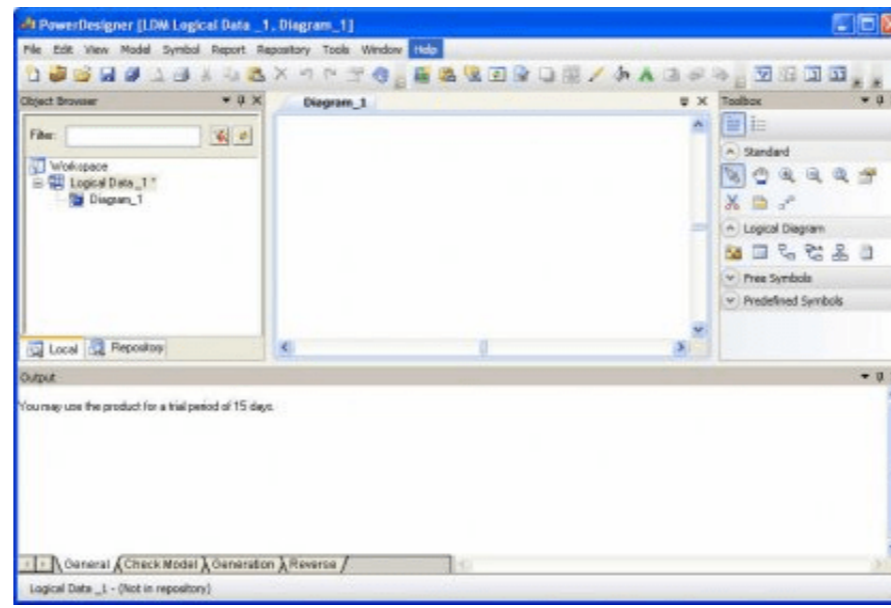 PowerDesigner [LDM Logical Data _1, Diagram_1]
File Edit View Model Symbol Report Repository Tools Window Help
Object Browser
Diagram_1
Toolbox
Filter:
Workspace
Logical Data _1 *
Diagram_1
Standard
Logical Diagram
Free Symbols
Predefined Symbols
Local Repository
Output
You may use the product for a trial period of 15 days.
General Check Model Generation Reverse
Logical Data _1 - (Not in repository)